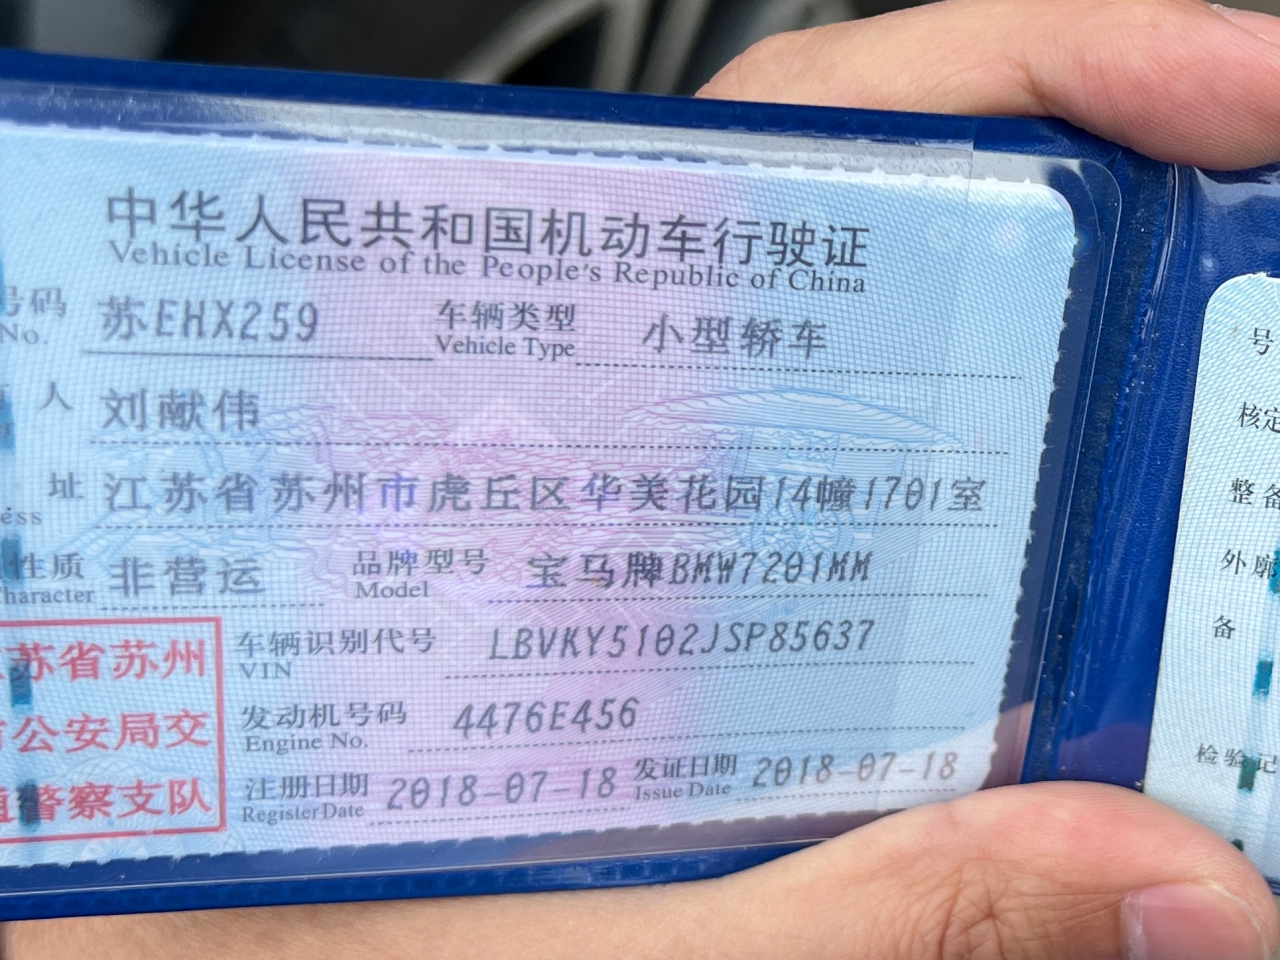 中华人民共和国机动车行驶证
Vehicle License of the People's Republic of China
号码 苏EHX259 车辆类型 小型轿车
No. Vehicle Type
人 刘献伟
址 江苏省苏州市虎丘区华美花园14幢1701室
ess
性质 非营运 品牌型号 宝马牌BMW7201MM
haracter Model
苏省苏州 车辆识别代号 LBVKY5102JSP85637
VIN
公安局交 发动机号码 4476E456
Engine No.
警察支队 注册日期 2018-07-18 发证日期 2018-07-18
Register Date Issue Date
号
核定
整备
外廓
备
检验记